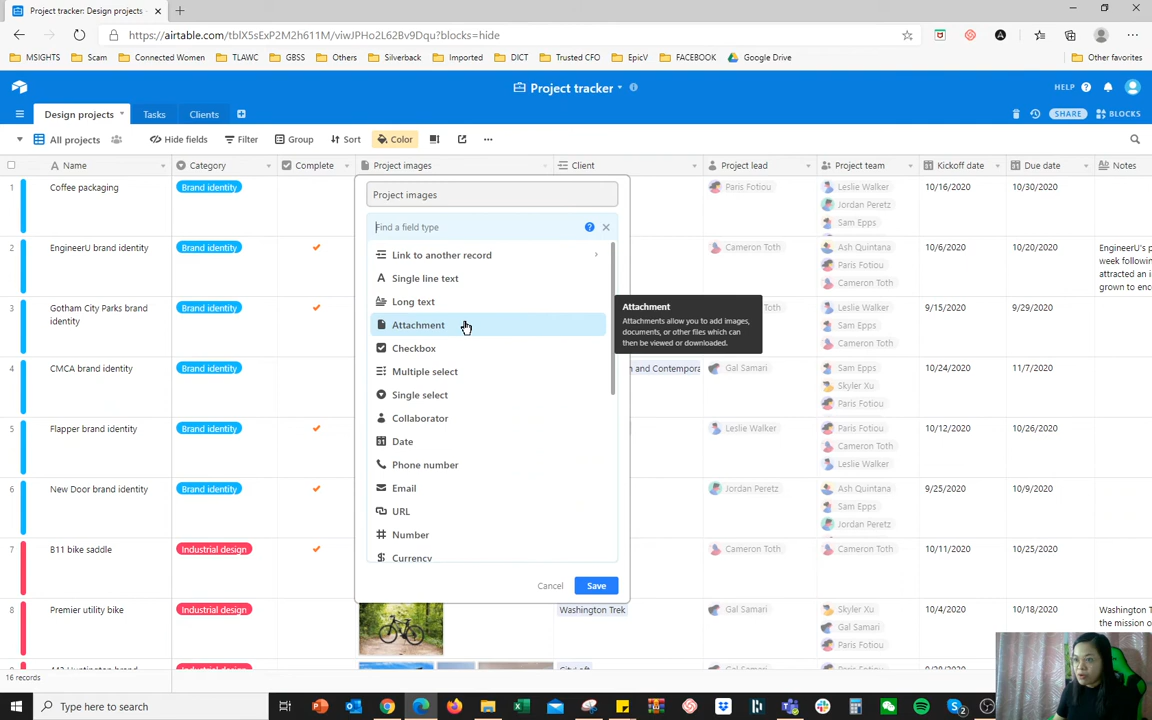 Project tracker: Design projects -
https://airtable.com/tblX5sExP2M2h611M/viwJPHo2L62Bv9Dqu?blocks=hide
MSIGHTS Scam Connected Women TLAWC GBSS Others Silverback Imported DICT Trusted CFO EpicV FACEBOOK Google Drive Other favorites
Project tracker HELP
Design projects Tasks Clients SHARE BLOCKS
All projects Hide fields Filter Group Sort Color
Name Category Complete Project images Client Project lead Project team Kickoff date Due date Notes
1 Coffee packaging Brand identity Paris Fotiou Leslie Walker 10/16/2020 10/30/2020
Jordan Peretz
Sam Epps
2 EngineerU brand identity Brand identity Cameron Toth Ash Quintana 10/6/2020 10/20/2020 EngineerU's p
Paris Fotiou week following
Cameron Toth attracted an i
grown to enco
3 Gotham City Parks brand identity Brand identity Toth Leslie Walker 9/15/2020 9/29/2020
Sam Epps
Cameron Toth
4 CMCA brand identity Brand identity n and Contempora Gal Samari Sam Epps 10/24/2020 11/7/2020
Skyler Xu
Paris Fotiou
5 Flapper brand identity Brand identity Leslie Walker Paris Fotiou 10/12/2020 10/26/2020
Cameron Toth
Leslie Walker
6 New Door brand identity Brand identity Jordan Peretz Ash Quintana 9/25/2020 10/9/2020
Sam Epps
Jordan Peretz
7 B11 bike saddle Industrial design Cameron Toth Cameron Toth 10/11/2020 10/25/2020
8 Premier utility bike Industrial design Washington Trek Gal Samari Skyler Xu 10/4/2020 10/18/2020 Washington T
Gal Samari the mission o
Paris Fotiou
Project images
Find a field type
Link to another record
Single line text
Long text
Attachment
Checkbox
Multiple select
Single select
Collaborator
Date
Phone number
Email
URL
Number
Currency
Cancel Save
Attachment
Attachments allow you to add images,
documents, or other files which can
then be viewed or downloaded.
16 records
Type here to search